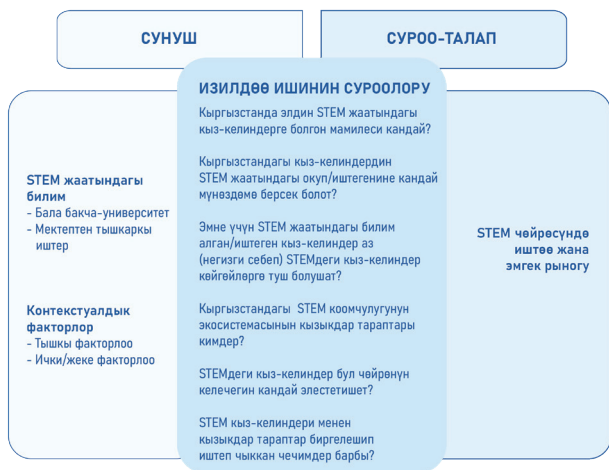 СУНУШ
СУРОО-ТАЛАП
STEM жаатындагы
билим
- Бала бакча-университет
- Мектептен тышкаркы
иштер
Контекстуалдык
факторлор
- Тышкы факторлоо
- Ички/жеке факторлоо
ИЗИЛДӨӨ ИШИНИН СУРООЛОРУ
Кыргызстанда элдин STEM жаатындагы
кыз-келиндерге болгон мамилеси кандай?
Кыргызстандагы кыз-келиндердин
STEM жаатындагы окуп/иштегенине кандай
мүнөздөмө берсек болот?
Эмне үчүн STEM жаатындагы билим
алган/иштеген кыз-келиндер аз
(негизги себеп) STEMдеги кыз-келиндер
көйгөйлөргө туш болушат?
Кыргызстандагы STEM коомчулугунун
экосистемасынын кызыкдар тараптары
кимдер?
STEMдеги кыз-келиндер бул чөйрөнүн
келечегин кандай элестетишет?
STEM кыз-келиндери менен
кызыкдар тараптар биргелешип
иштеп чыккан чечимдер барбы?
STEM чөйрөсүндө
иштөө жана
эмгек рыногу